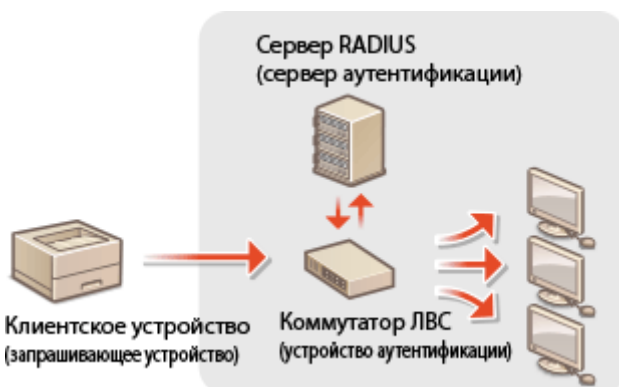 Сервер RADIUS
(сервер аутентификации)
Клиентское устройство
(запрашивающее устройство)
Коммутатор ЛВС
(устройство аутентификации)